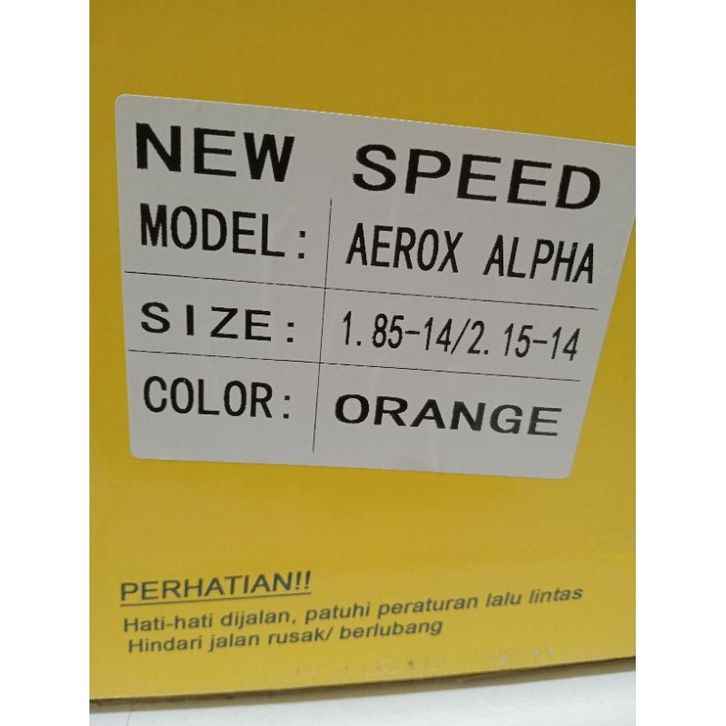 NEW SPEED
MODEL: AEROX ALPHA
SIZE: 1.85-14/2.15-14
COLOR: ORANGE
PERHATIAN!!
Hati-hati dijalan, patuhi peraturan lalu lintas
Hindari jalan rusak/ berlubang